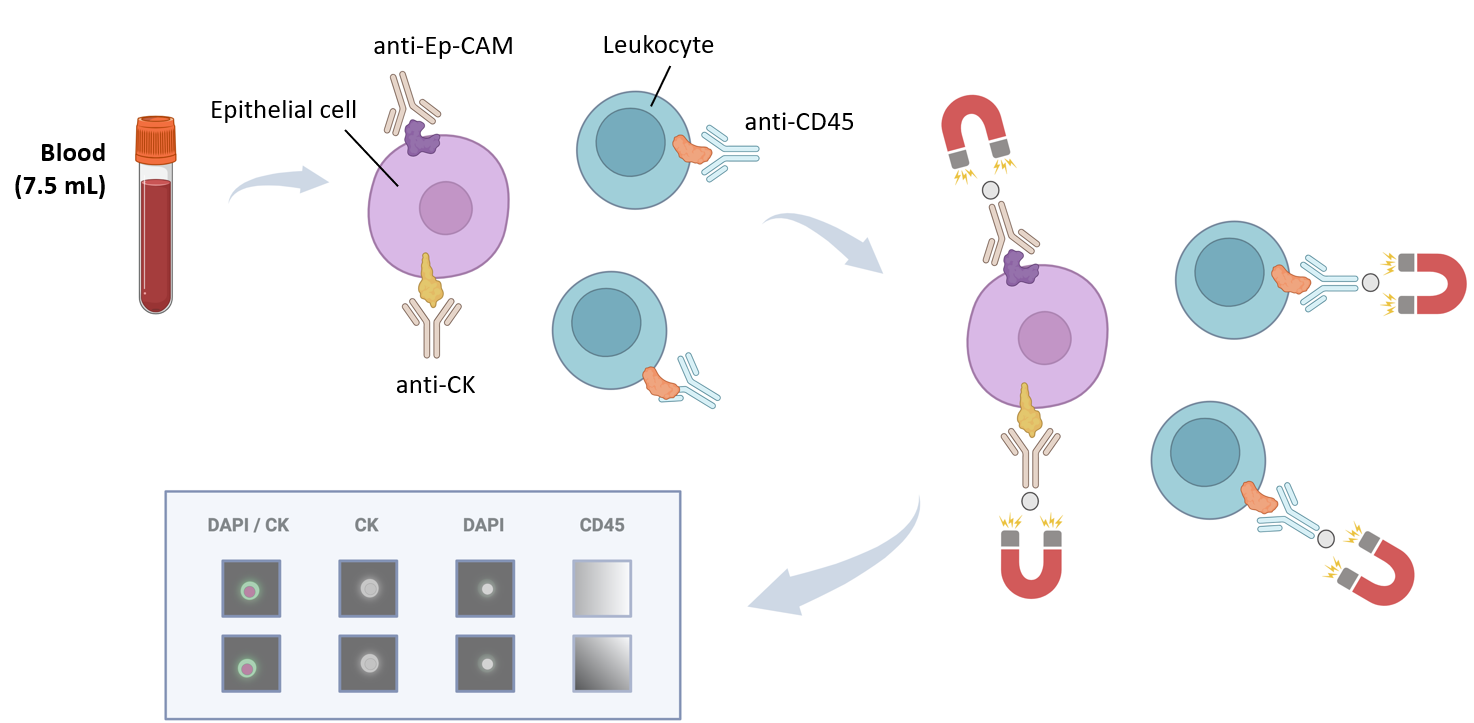 anti-Ep-CAM
Leukocyte
Epithelial cell
anti-CD45
Blood
(7.5 mL)
anti-CK
DAPI / CK
CK
DAPI
CD45